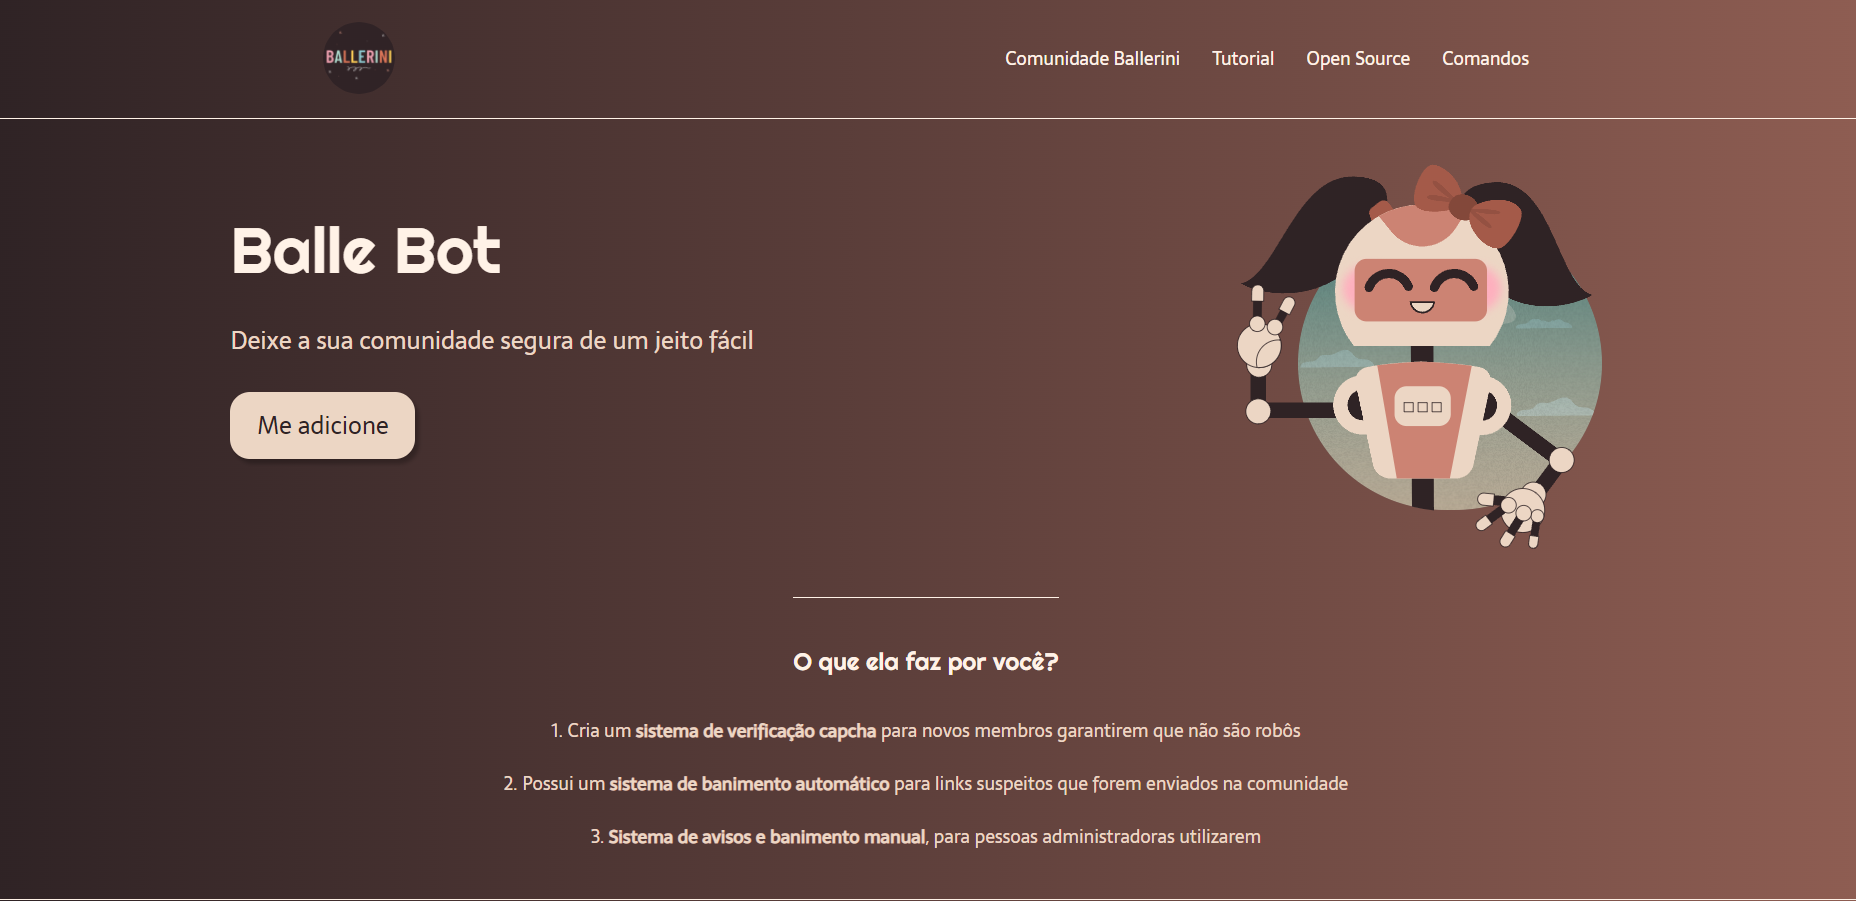 BALLERINI
Comunidade Ballerini Tutorial Open Source Comandos
Balle Bot
Deixe a sua comunidade segura de um jeito fácil
Me adicione
O que ela faz por você?
1. Cria um sistema de verificação capcha para novos membros garantirem que não são robôs
2. Possui um sistema de banimento automático para links suspeitos que forem enviados na comunidade
3. Sistema de avisos e banimento manual, para pessoas administradoras utilizarem